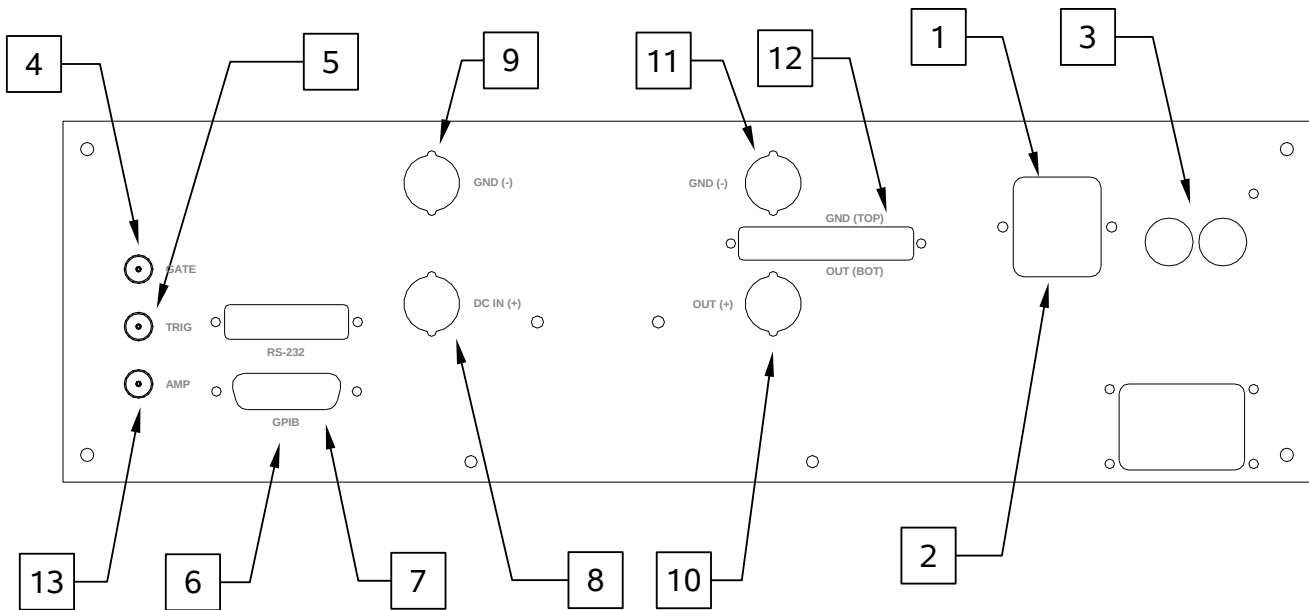 1
3
4
5
9
11
12
GND (-)
GND (-)
GND (TOP)
OUT (BOT)
GATE
DC IN (+)
OUT (+)
TRIG
RS-232
AMP
GPIB
2
13
6
7
8
10